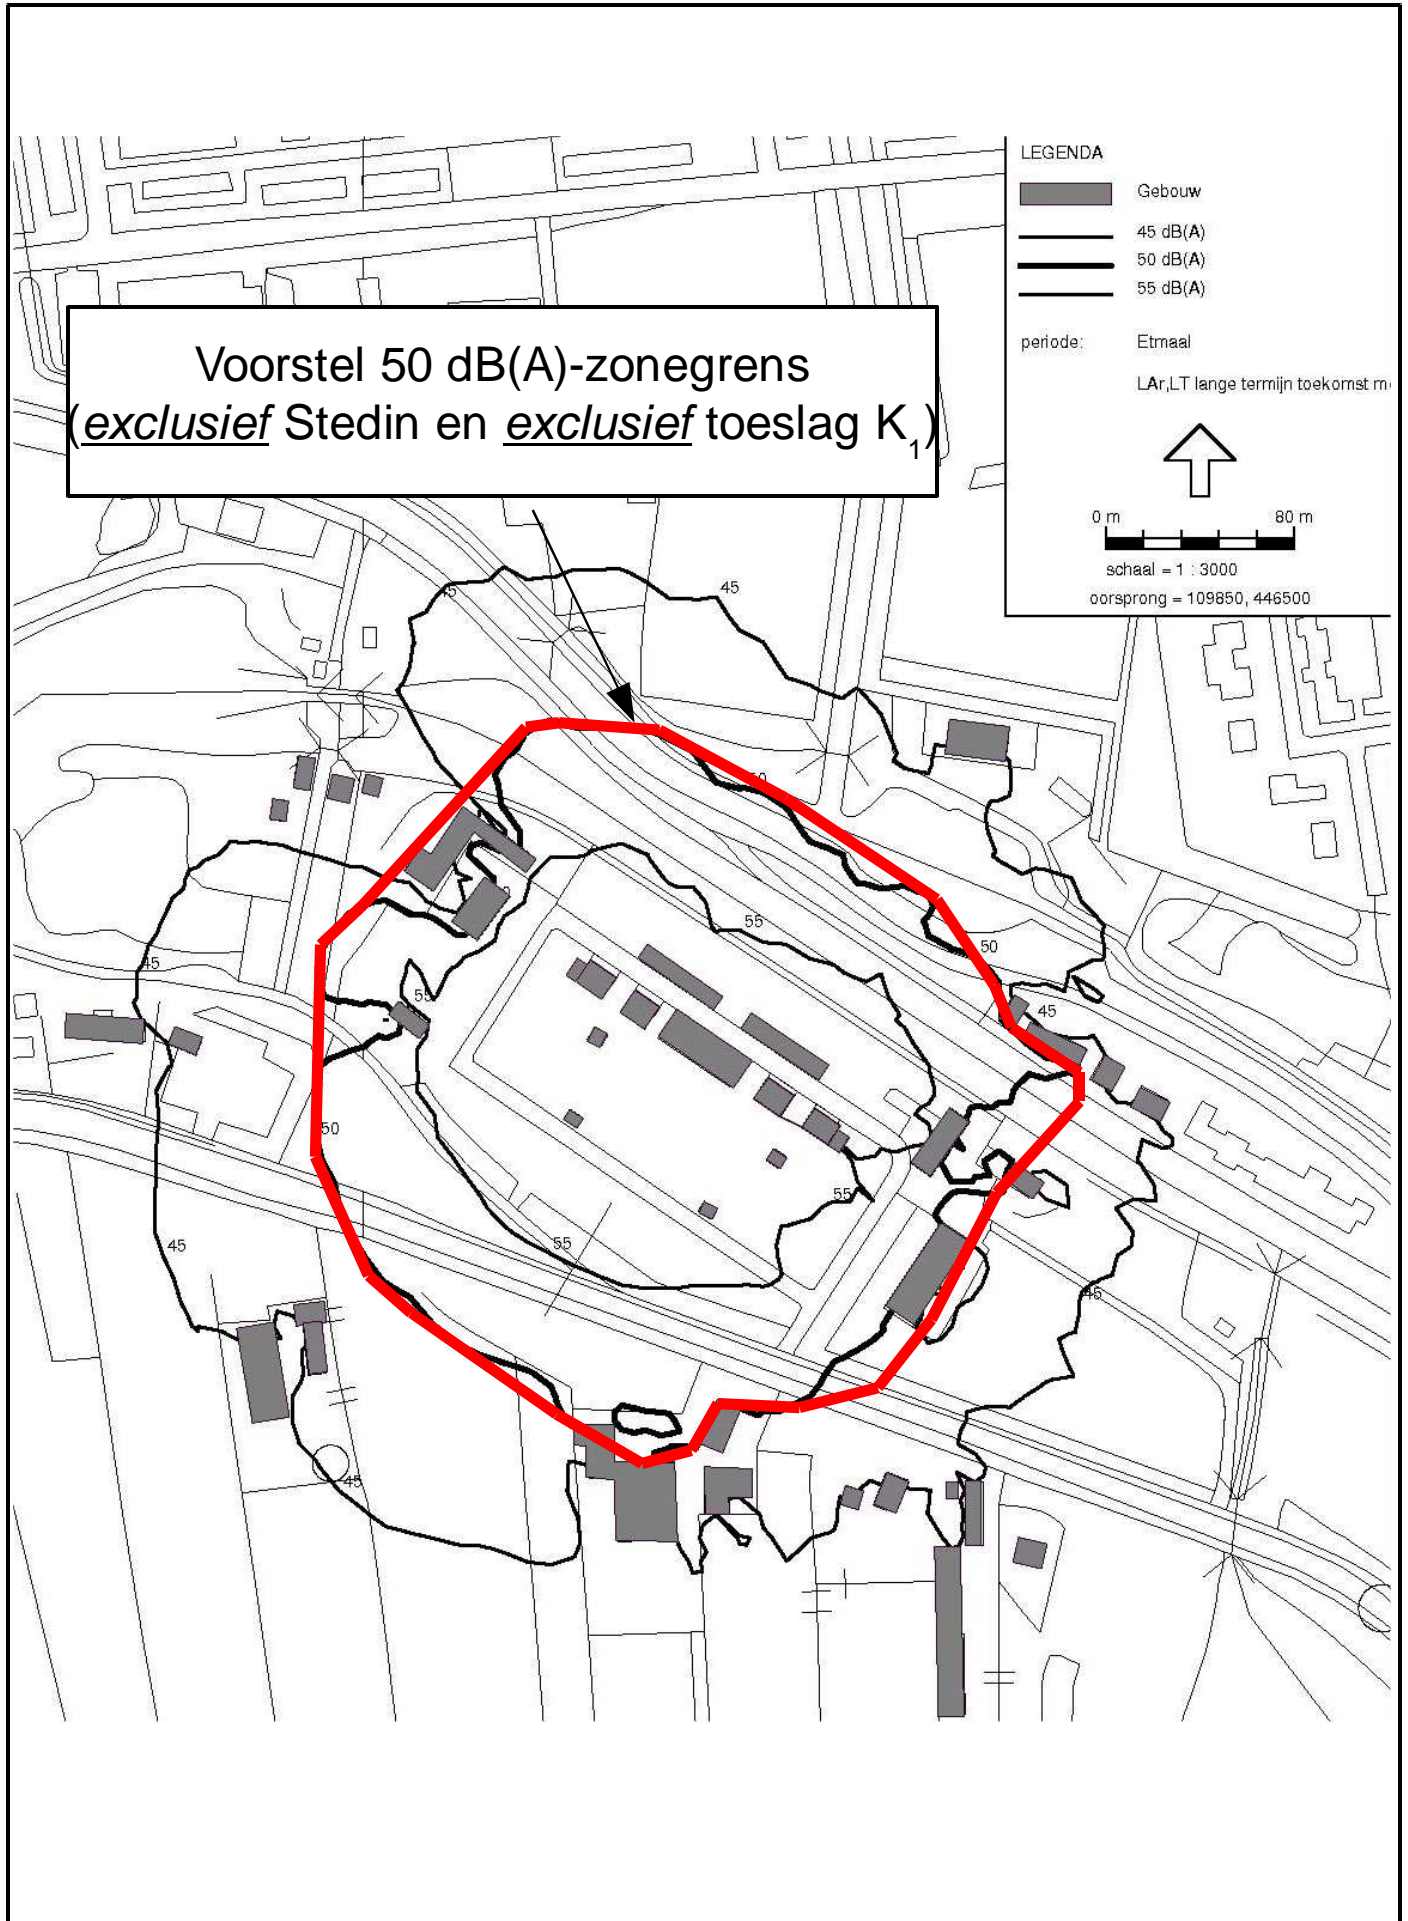 LEGENDA
Gebouw
45 dB(A)
50 dB(A)
55 dB(A)
periode: Etmaal
LAr,LT lange termijn toekomst m
0 m 80 m
schaal = 1 : 3000
oorsprong = 109850, 446500
Voorstel 50 dB(A)-zonegrens
(exclusief Stedin en exclusief toeslag K1)
45
45
50
55
50
45
55
45
50
55
45
55
45
45